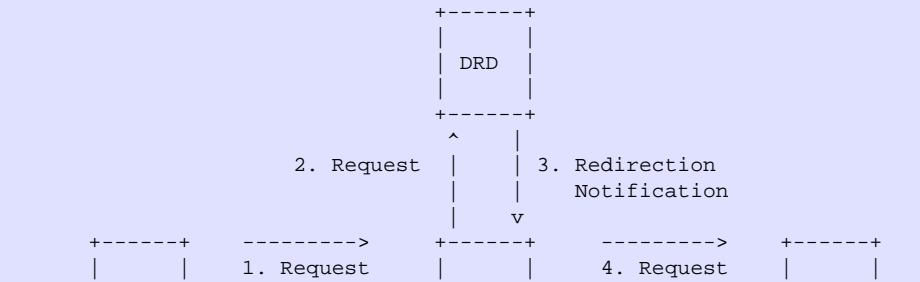 DRD
2. Request 3. Redirection
Notification
1. Request 4. Request